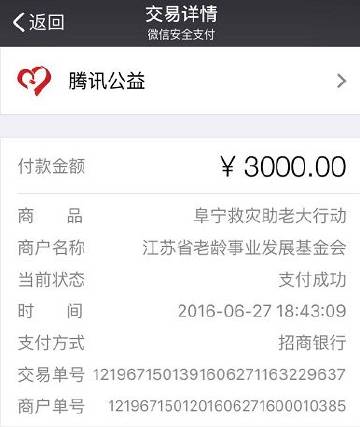 返回
交易详情
微信安全支付
腾讯公益
付款金额 ¥ 3000.00
商 品 阜宁救灾助老大行动
商户名称 江苏省老龄事业发展基金会
当前状态 支付成功
时 间 2016-06-27 18:43:09
支付方式 招商银行
交易单号 1219671501391606271163229637
商户单号 1219671501201606271600010385